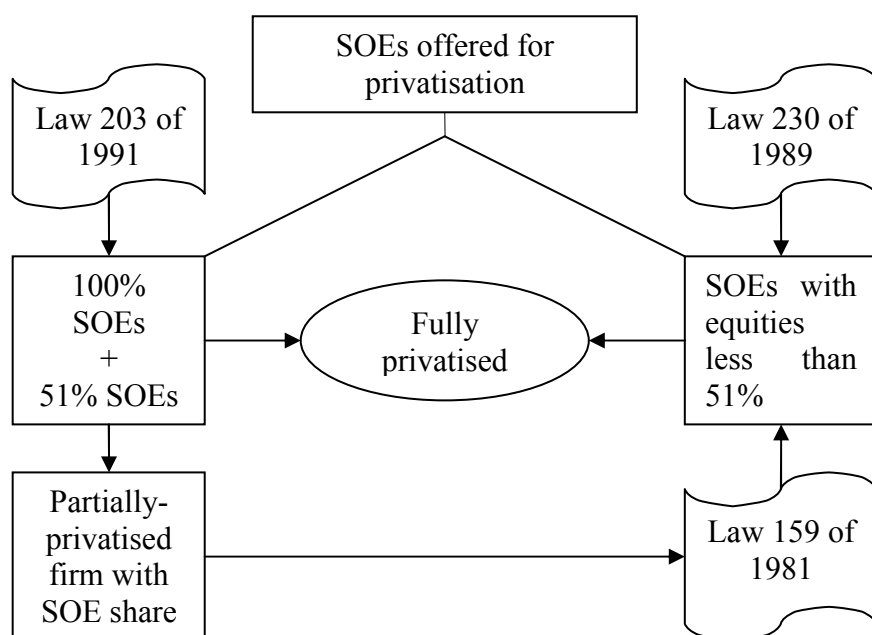 SOEs offered for
privatisation
Law 203 of
1991
Law 230 of
1989
100%
SOEs
+
51% SOEs
Fully
privatised
SOEs with
equities
less than
51%
Partially-
privatised
firm with
SOE share
Law 159 of
1981